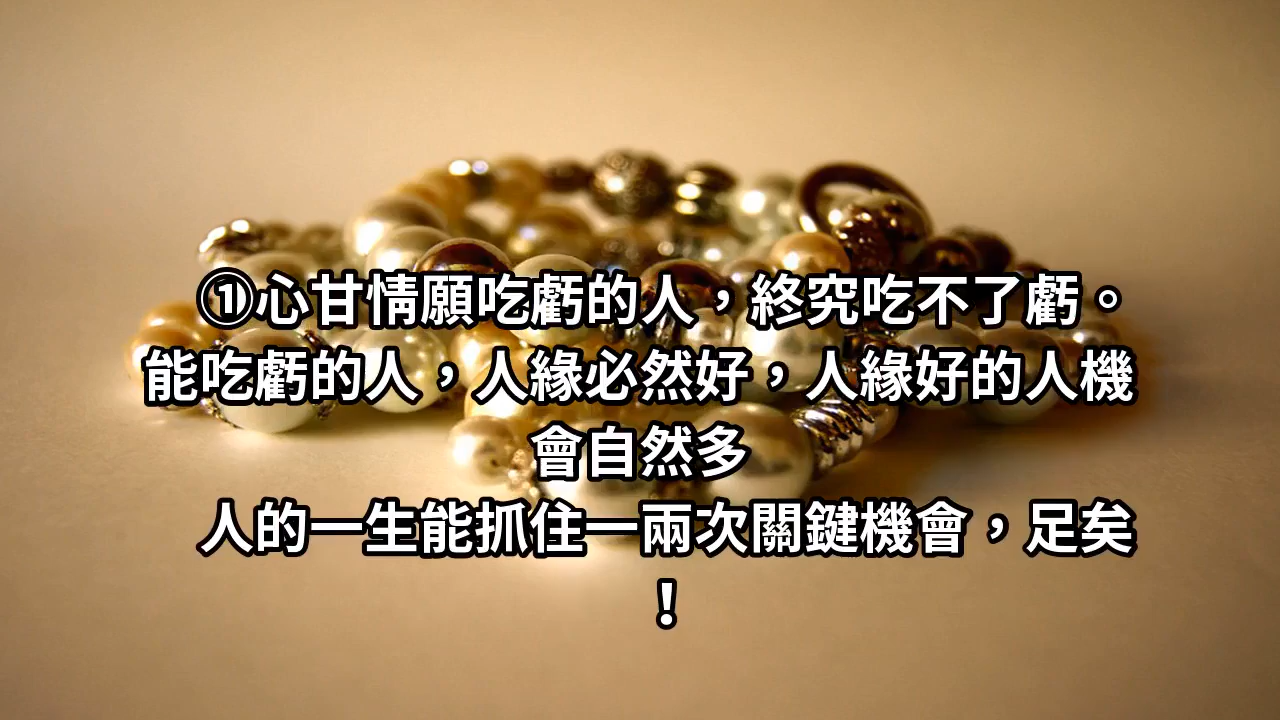 ①心甘情願吃虧的人，終究吃不了虧。
能吃虧的人，人緣必然好，人緣好的人機
會自然多
人的一生能抓住一兩次關鍵機會，足矣
！